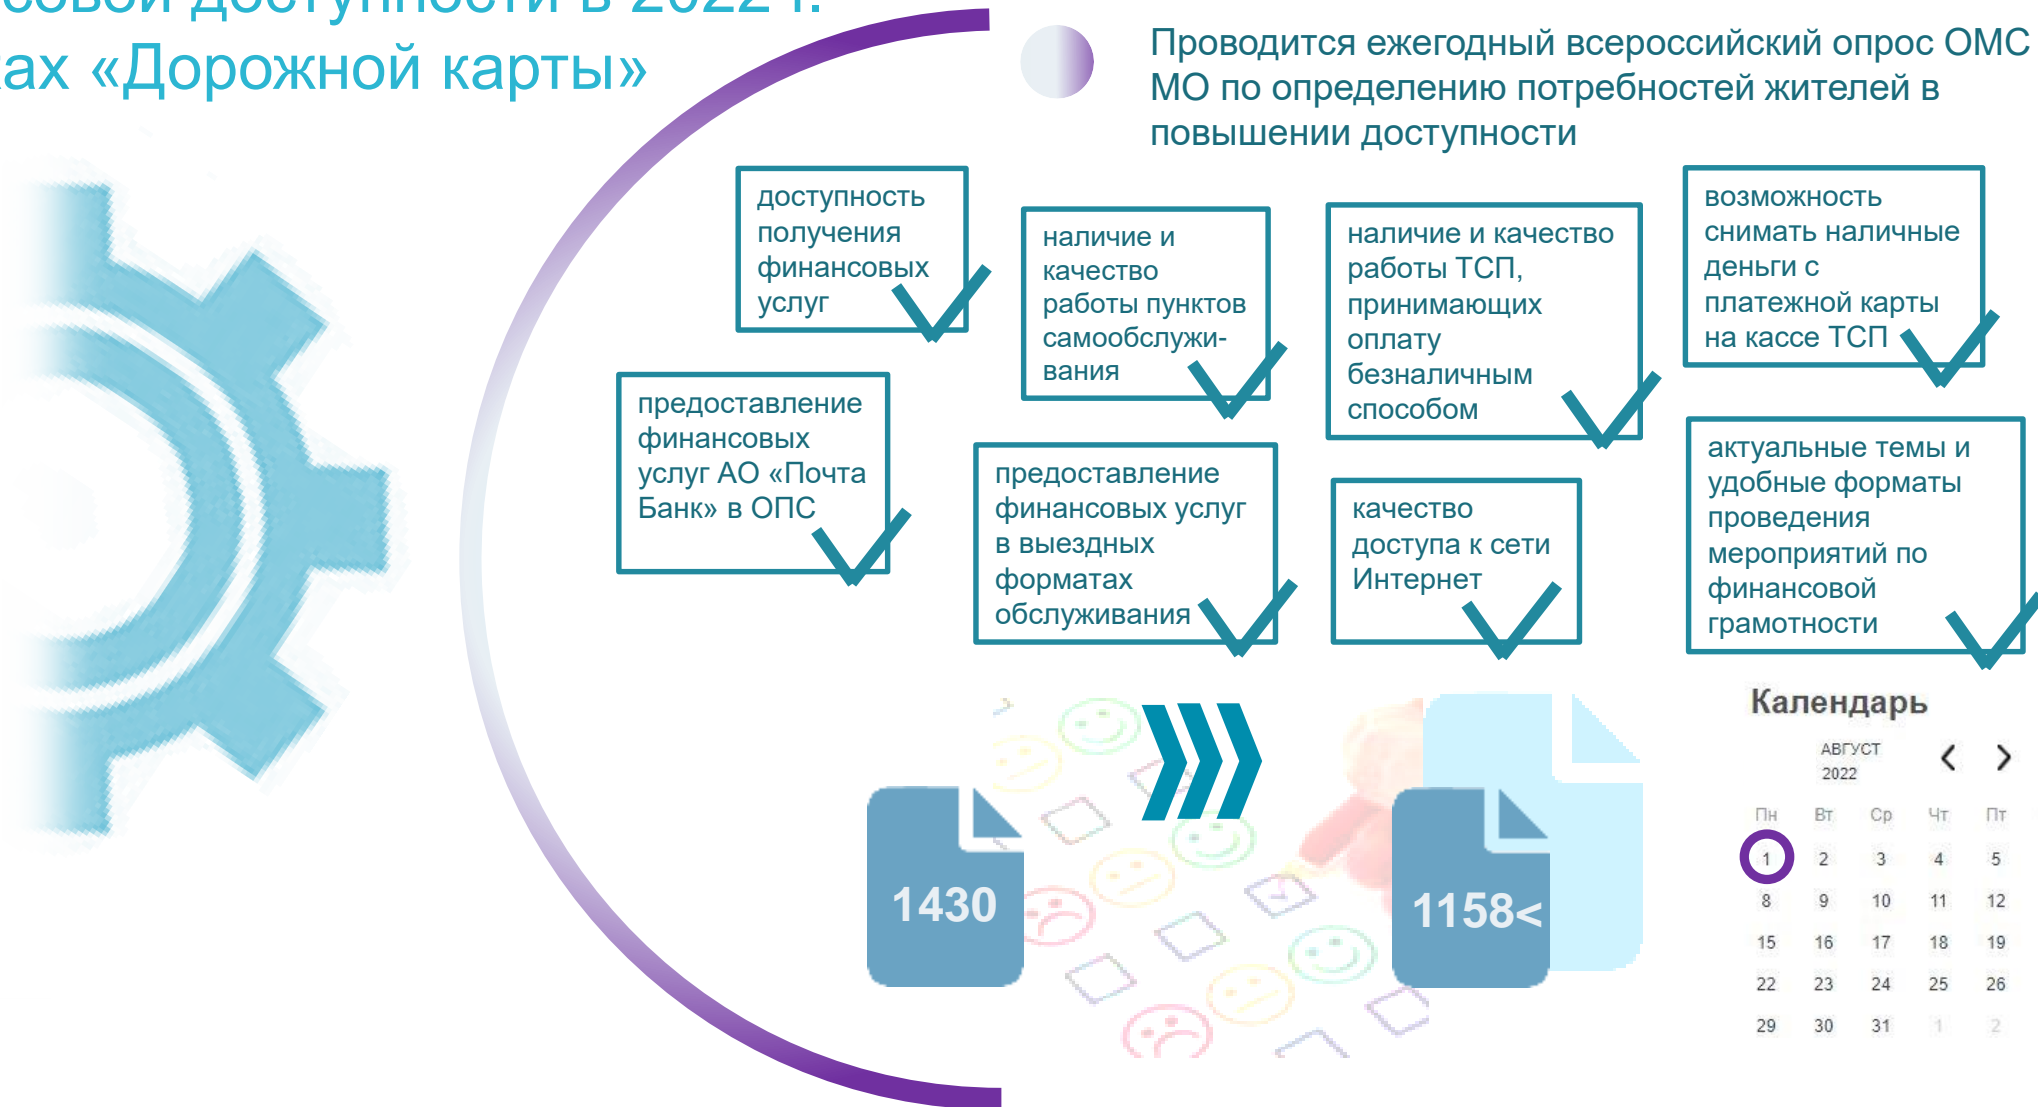 совой доступности в 2022 г.
ках «Дорожной карты»
Проводится ежегодный всероссийский опрос ОМС
МО по определению потребностей жителей в
повышении доступности
доступность
получения
финансовых
услуг
наличие и
качество
работы пунктов
самообслужи-
вания
наличие и качество
работы ТСП,
принимающих
оплату
безналичным
способом
возможность
снимать наличные
деньги с
платежной карты
на кассе ТСП
предоставление
финансовых
услуг АО «Почта
Банк» в ОПС
предоставление
финансовых услуг
в выездных
форматах
обслуживания
качество
доступа к сети
Интернет
актуальные темы и
удобные форматы
проведения
мероприятий по
финансовой
грамотности
1430
1158<
Календарь
АВГУСТ
2022
Пн Вт Ср Чт Пт
1 2 3 4 5
8 9 10 11 12
15 16 17 18 19
22 23 24 25 26
29 30 31 1 2